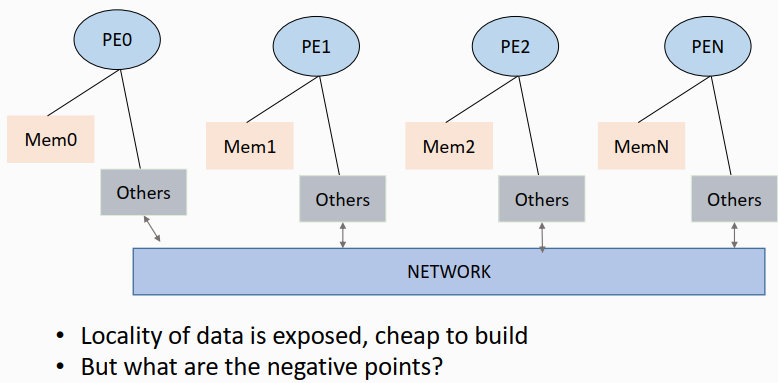 PE0
PE1
PE2
PEN
Mem0
Mem1
Mem2
MemN
Others
Others
Others
Others
NETWORK
• Locality of data is exposed, cheap to build
• But what are the negative points?